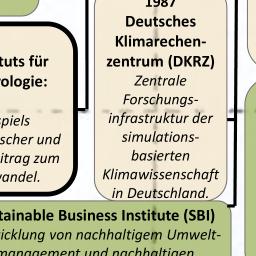 1987
Deutsches
Klimarechen-
zentrum (DKRZ)
Zentrale
Forschungs-
infrastruktur der
simulations-
basierten
Klimawissenschaft
in Deutschland.
tuts für
ologie:
spiels
scher und
itrag zum
andel.
tainable Business Institute (SBI)
icklung von nachhaltigem Umwelt-
management und nachhaltigen